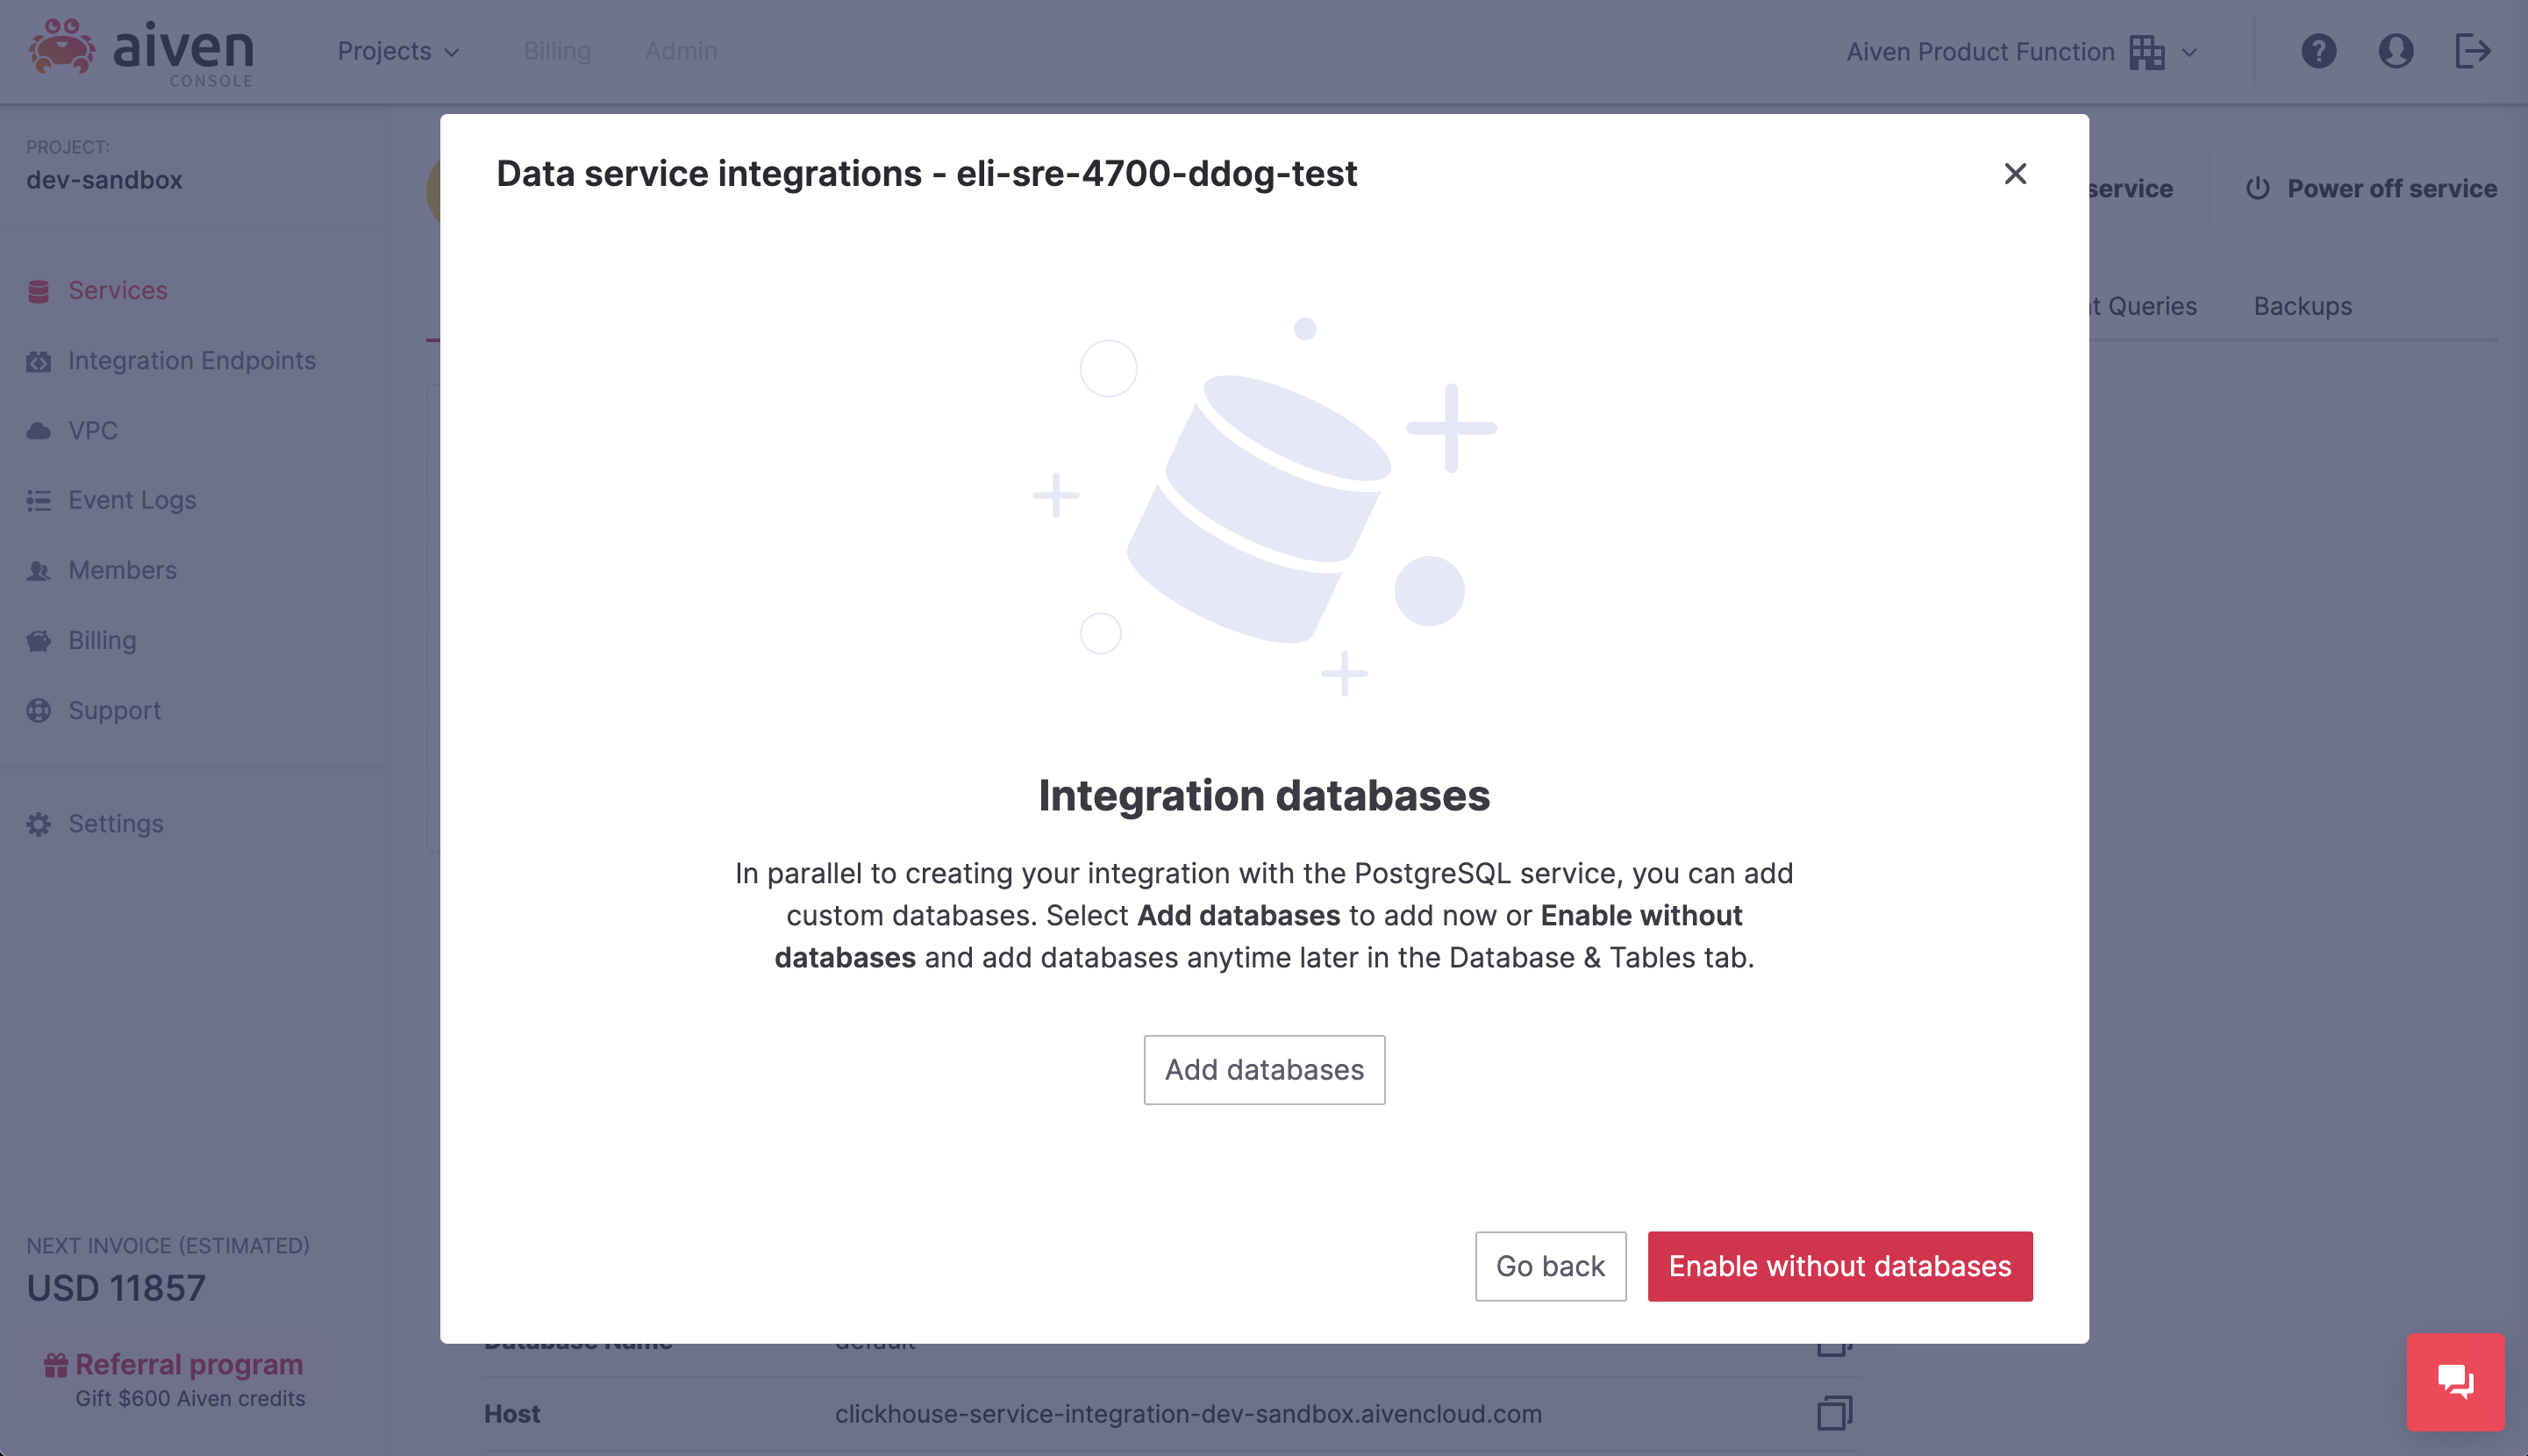 aiven
CONSOLE
Projects
Billing
Admin
Aiven Product Function
PROJECT:
dev-sandbox
Services
Integration Endpoints
VPC
Event Logs
Members
Billing
Support
Settings
NEXT INVOICE (ESTIMATED)
USD 11857
Referral program
Gift $600 Aiven credits
service
Power off service
t Queries
Backups
Data service integrations - eli-sre-4700-ddog-test
Integration databases
In parallel to creating your integration with the PostgreSQL service, you can add
custom databases. Select Add databases to add now or Enable without
databases and add databases anytime later in the Database & Tables tab.
Add databases
Go back
Enable without databases
Database Name
default
Host
clickhouse-service-integration-dev-sandbox.aivencloud.com